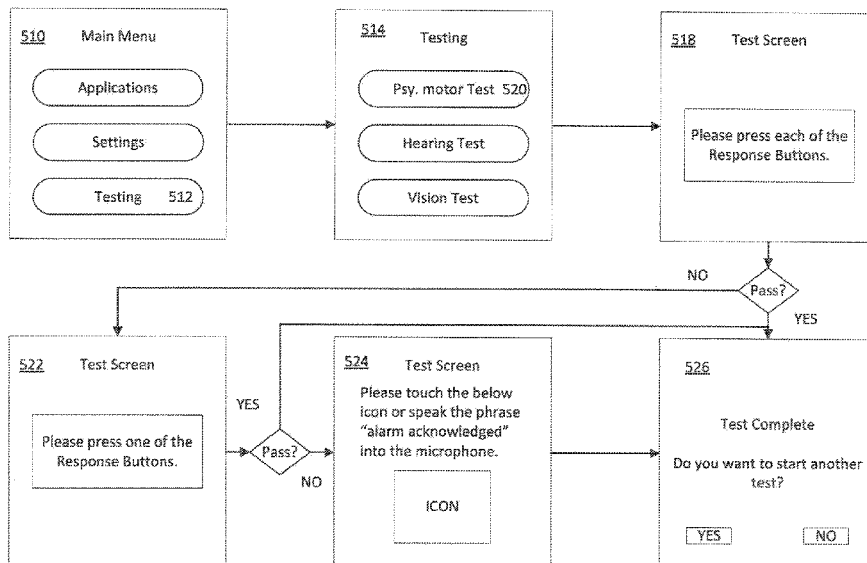 510 Main Menu
Applications
Settings
Testing 512
514 Testing
Psy. motor Test 520
Hearing Test
Vision Test
518 Test Screen
Please press each of the
Response Buttons.
Pass?
NO
YES
522 Test Screen
Please press one of the
Response Buttons.
YES
Pass?
NO
524 Test Screen
Please touch the below
icon or speak the phrase
"alarm acknowledged"
into the microphone.
ICON
526
Test Complete
Do you want to start another
test?
YES NO